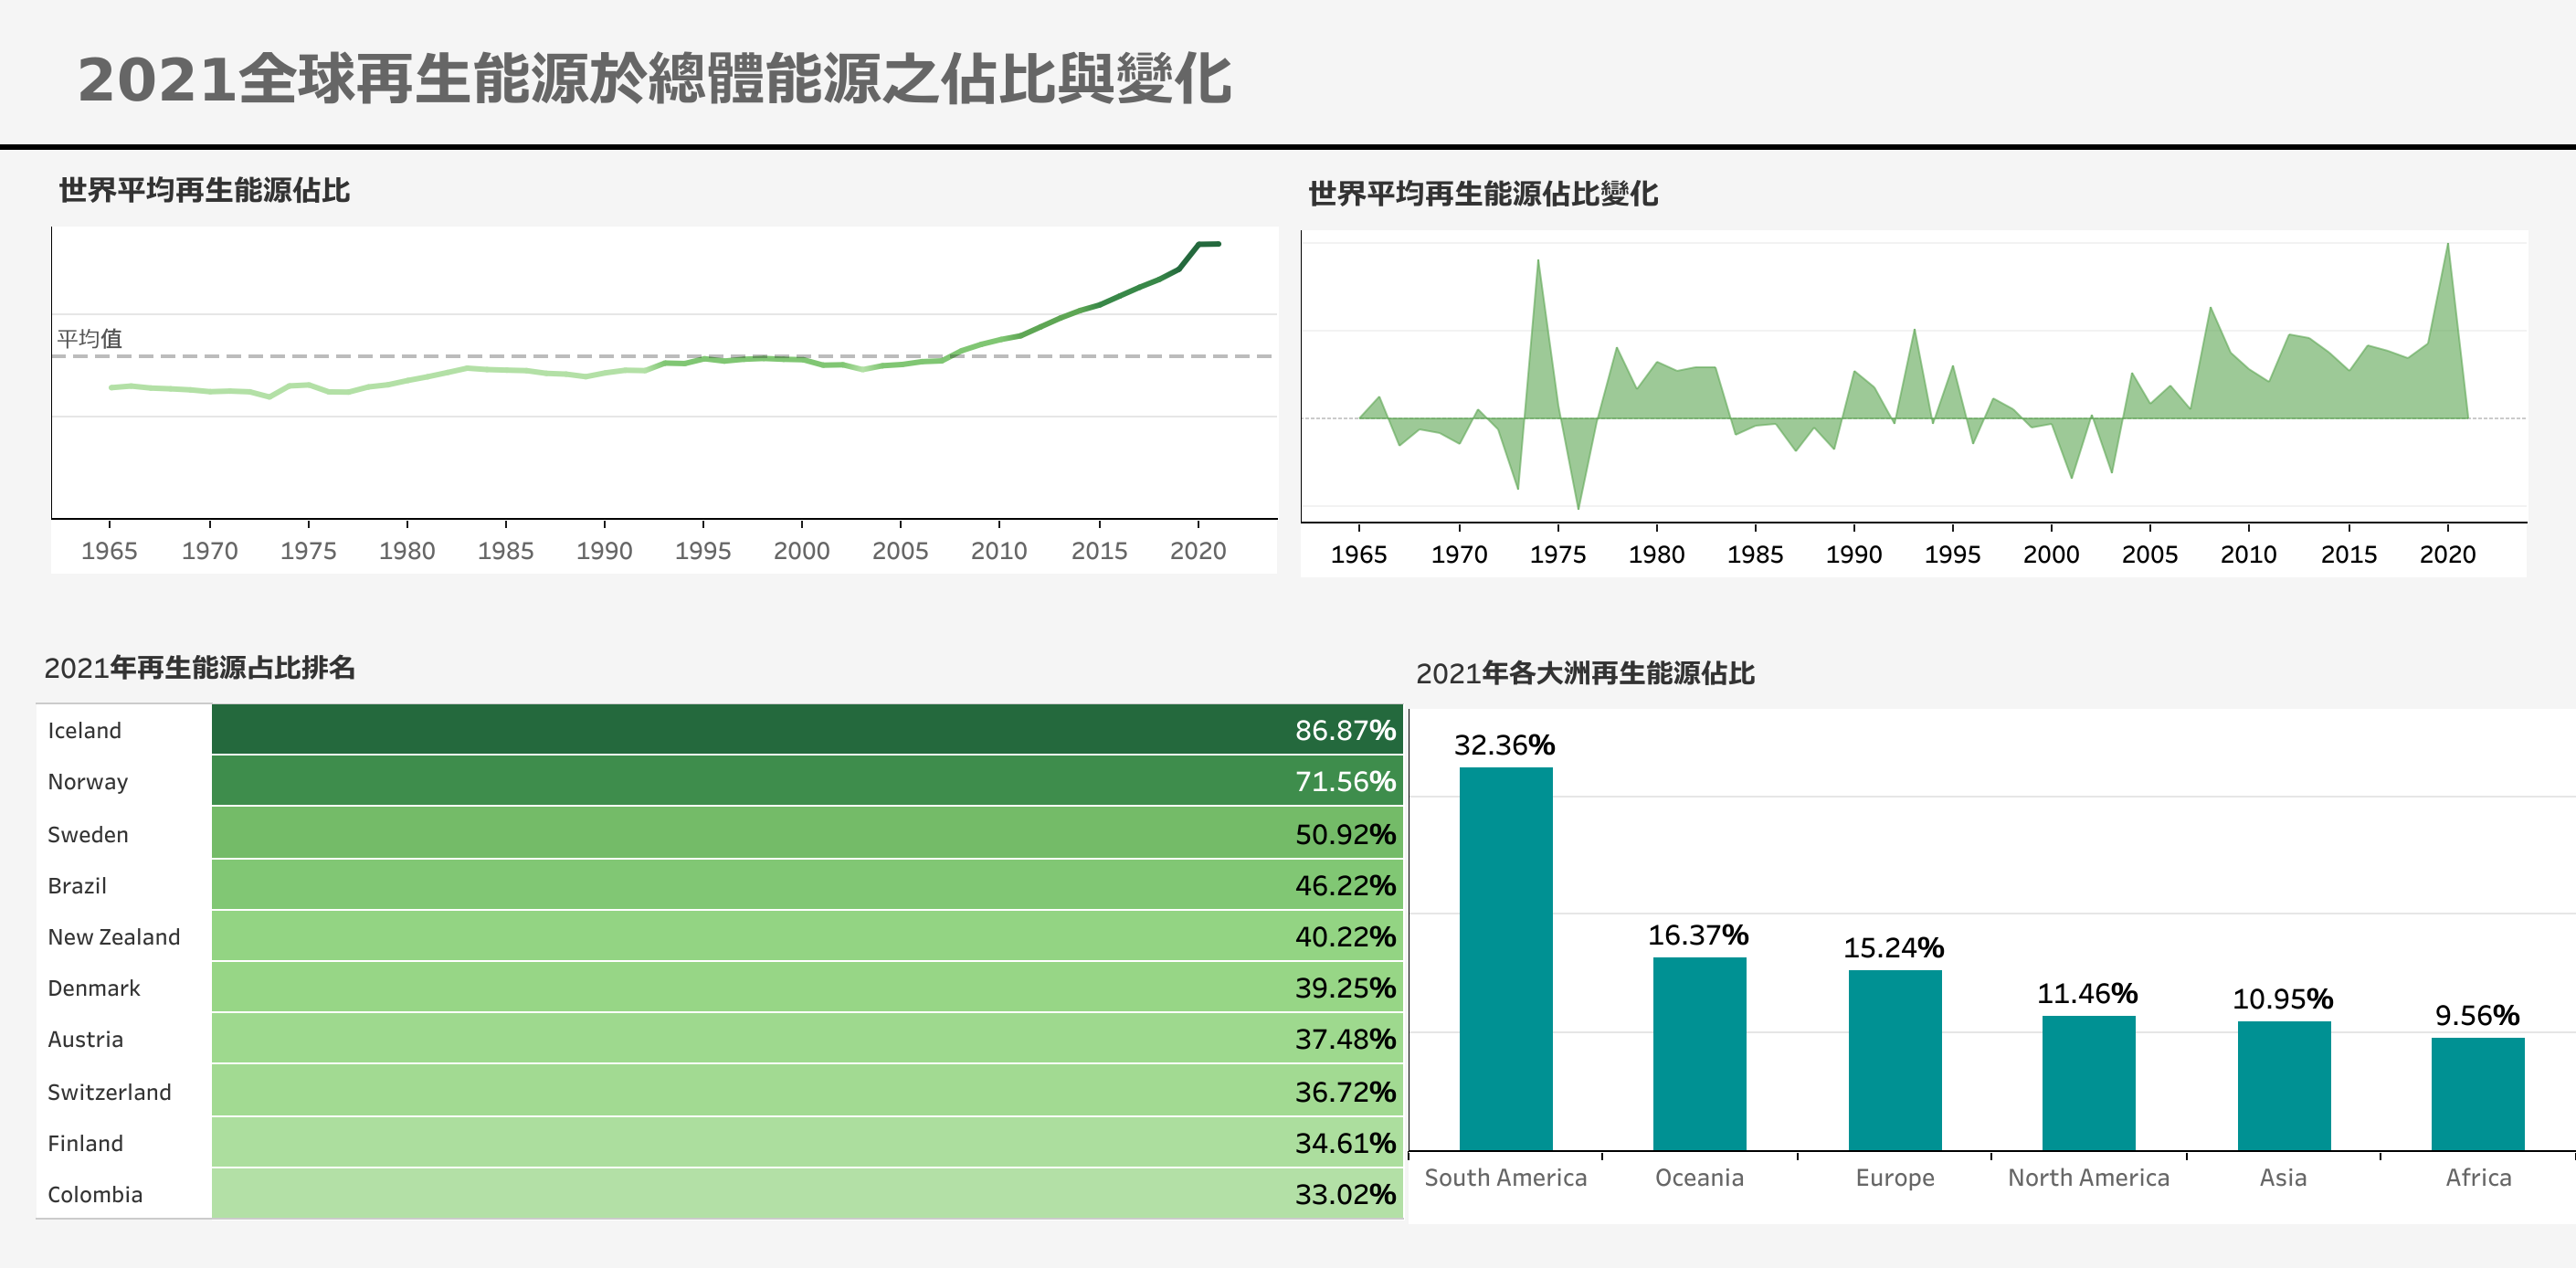 2021全球再生能源於總體能源之佔比與變化
世界平均再生能源佔比
平均值
1965 1970 1975 1980 1985 1990 1995 2000 2005 2010 2015 2020
世界平均再生能源佔比變化
1965 1970 1975 1980 1985 1990 1995 2000 2005 2010 2015 2020
2021年再生能源占比排名
Iceland 86.87%
Norway 71.56%
Sweden 50.92%
Brazil 46.22%
New Zealand 40.22%
Denmark 39.25%
Austria 37.48%
Switzerland 36.72%
Finland 34.61%
Colombia 33.02%
2021年各大洲再生能源佔比
32.36% 16.37% 15.24% 11.46% 10.95% 9.56%
South America Oceania Europe North America Asia Africa